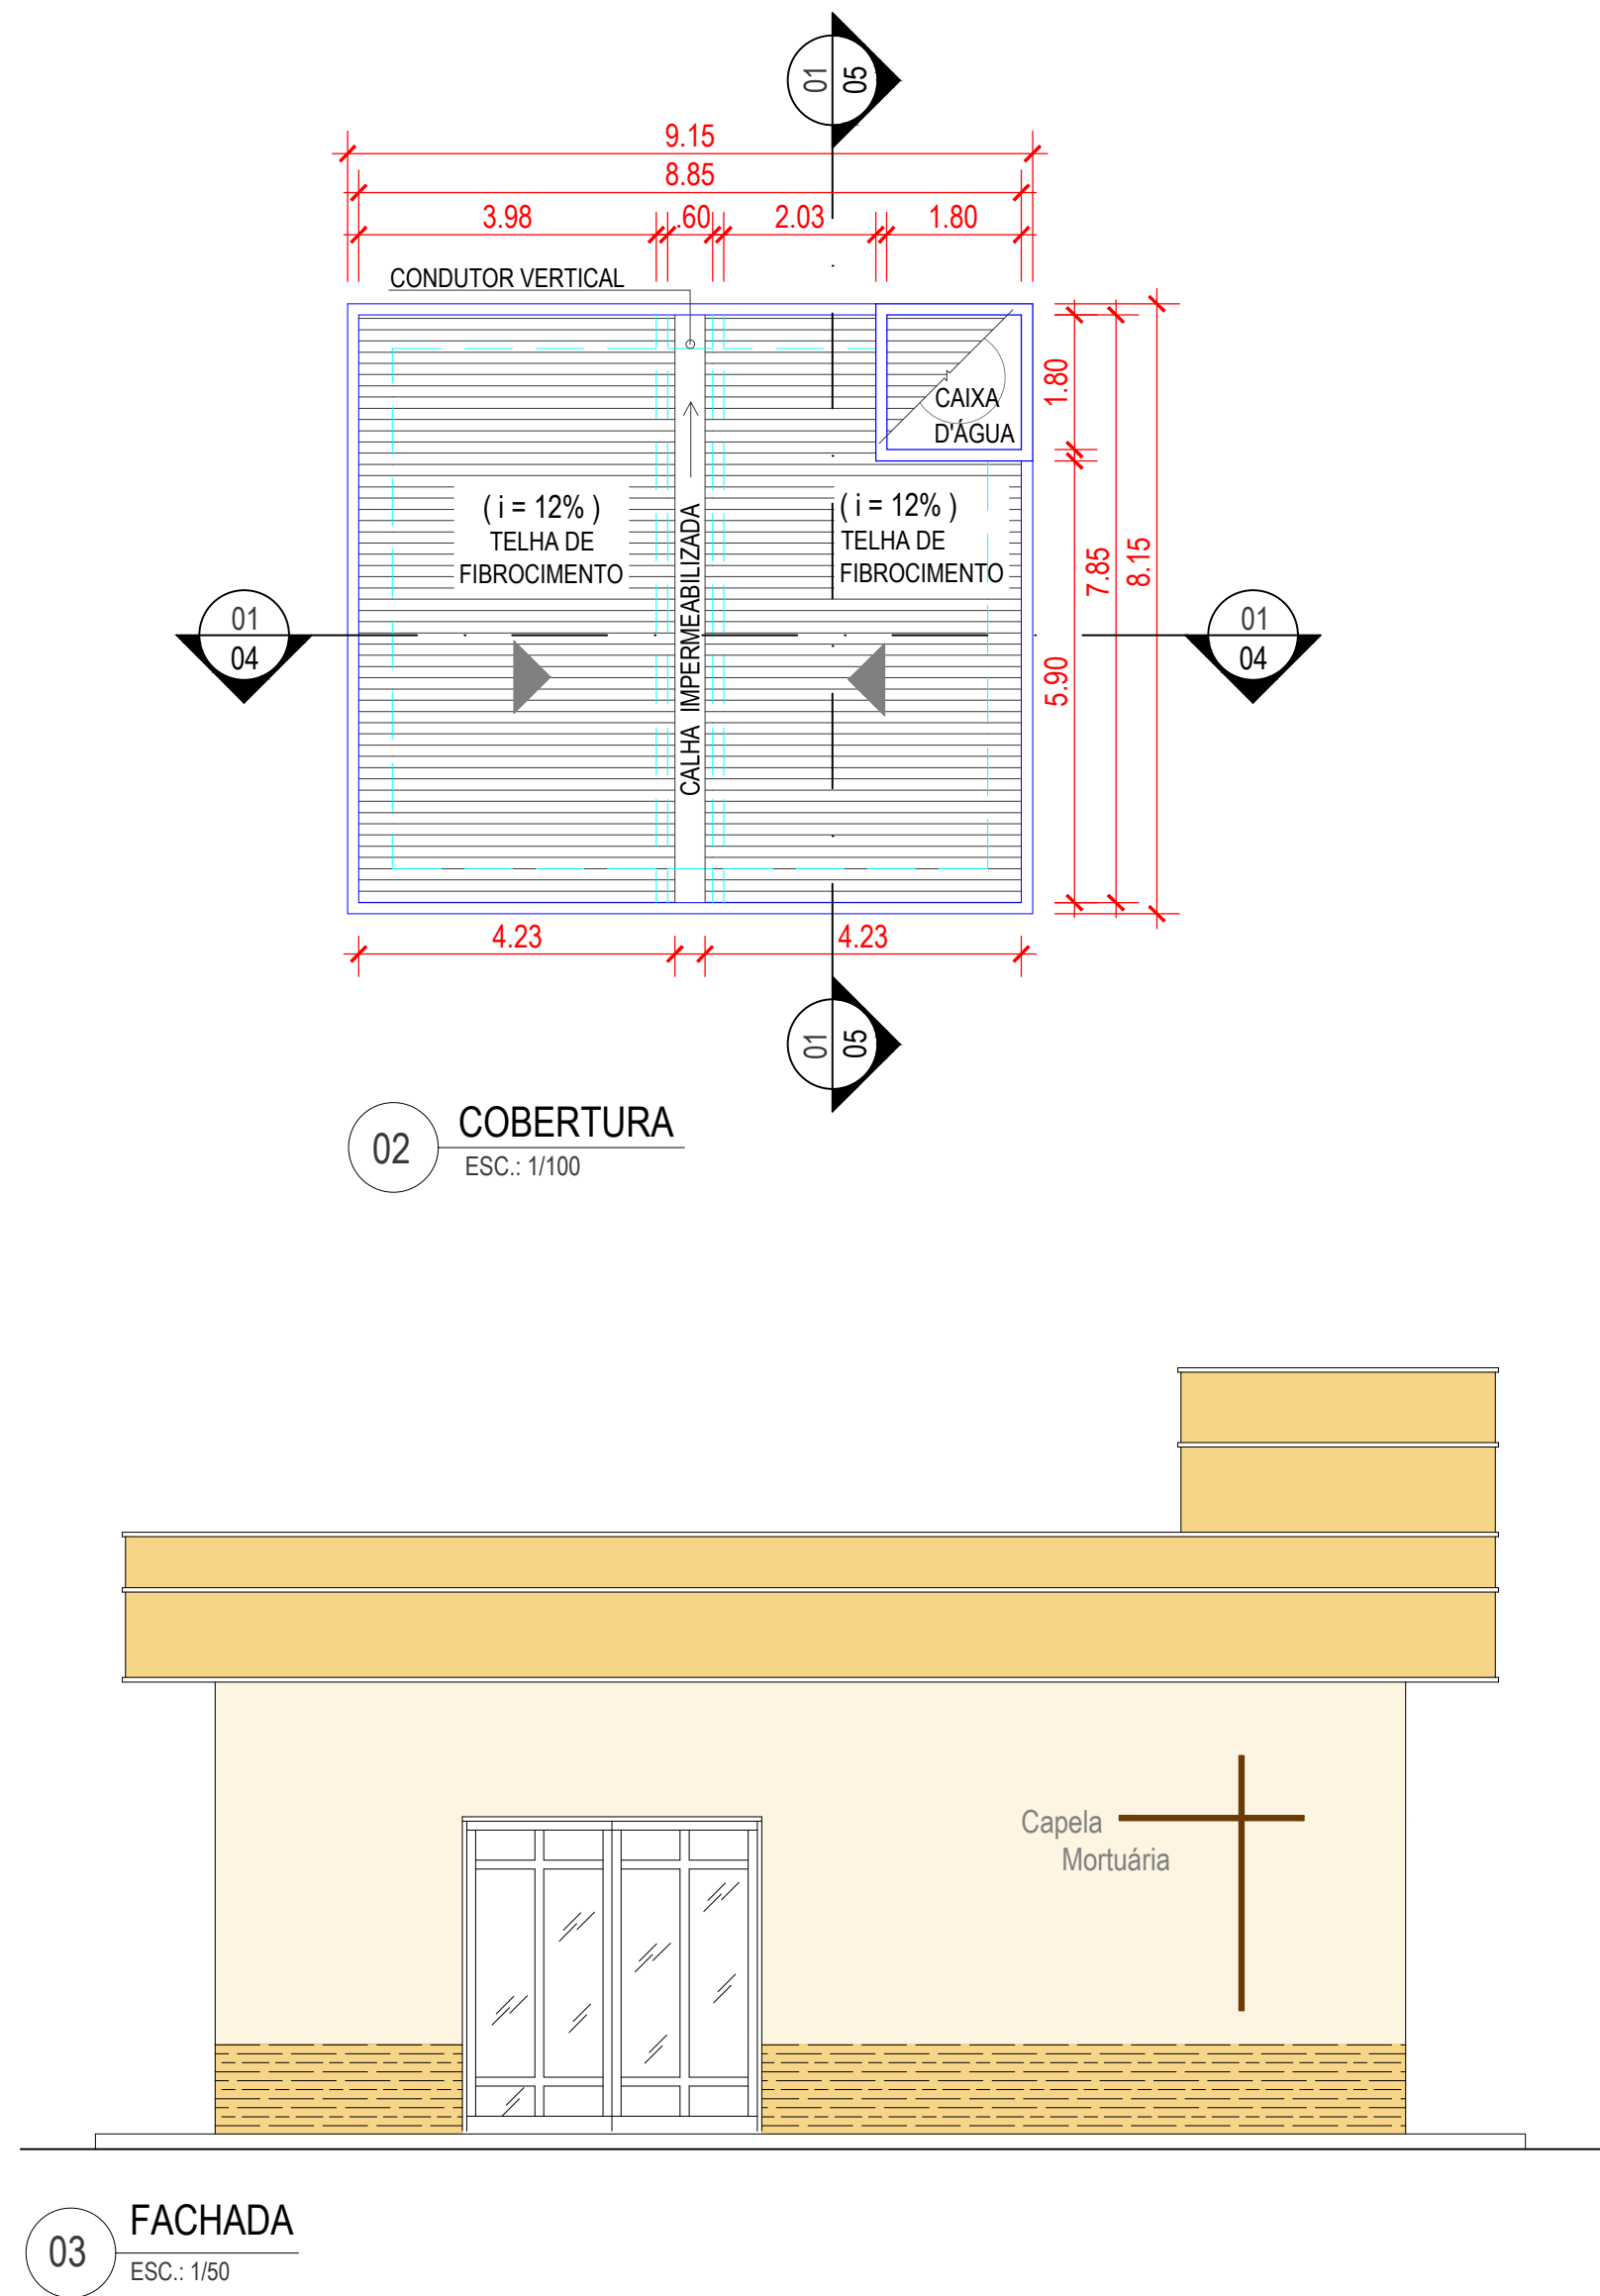 01
05
9.15
8.85
3.98
.60
2.03
1.80
CONDUTOR VERTICAL
CAIXA
D'ÁGUA
1.80
( i = 12% )
TELHA DE
FIBROCIMENTO
CALHA IMPERMEABILIZADA
( i = 12% )
TELHA DE
FIBROCIMENTO
7.85
8.15
5.90
01
04
01
04
4.23
4.23
01
05
02
COBERTURA
ESC.: 1/100
Capela
Mortuária
03
FACHADA
ESC.: 1/50